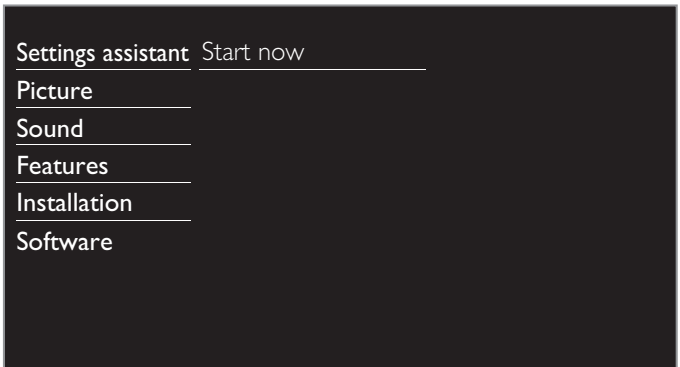 Settings assistant Start now
Picture
Sound
Features
Installation
Software